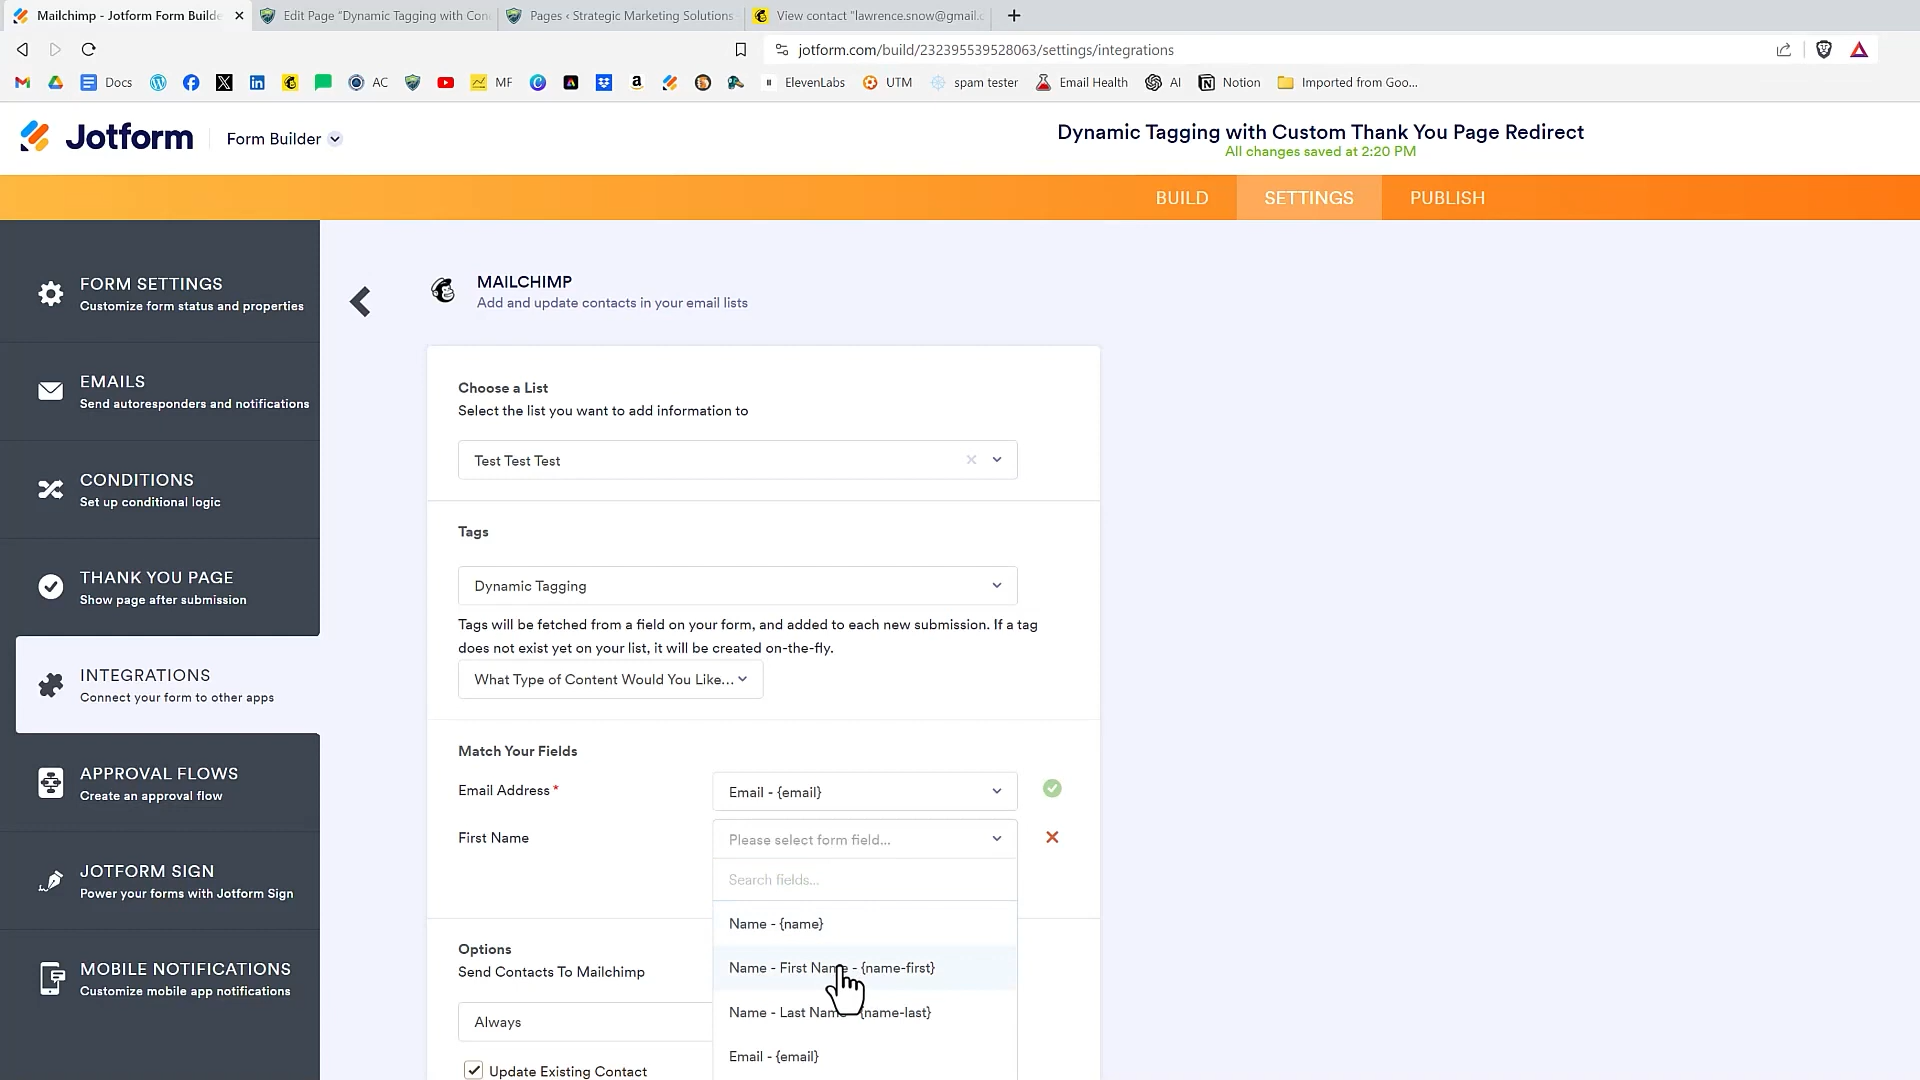 Mailchimp - Jotform Form Builde
Edit Page "Dynamic Tagging with Con
Pages ‹ Strategic Marketing Solutions
View contact "lawrence.snow@gmail.c
jotform.com/build/232395539528063/settings/integrations
Docs
AC
MF
ElevenLabs
UTM
spam tester
Email Health
AI
Notion
Imported from Goo...
Jotform
Form Builder
Dynamic Tagging with Custom Thank You Page Redirect
All changes saved at 2:20 PM
BUILD
SETTINGS
PUBLISH
FORM SETTINGS
Customize form status and properties
EMAILS
Send autoresponders and notifications
CONDITIONS
Set up conditional logic
THANK YOU PAGE
Show page after submission
INTEGRATIONS
Connect your form to other apps
APPROVAL FLOWS
Create an approval flow
JOTFORM SIGN
Power your forms with Jotform Sign
MOBILE NOTIFICATIONS
Customize mobile app notifications
MAILCHIMP
Add and update contacts in your email lists
Choose a List
Select the list you want to add information to
Test Test Test
Tags
Dynamic Tagging
Tags will be fetched from a field on your form, and added to each new submission. If a tag
does not exist yet on your list, it will be created on-the-fly.
What Type of Content Would You Like...
Match Your Fields
Email Address *
Email - {email}
First Name
Please select form field...
Search fields...
Name - {name}
Name - First Name - {name-first}
Name - Last Name - {name-last}
Email - {email}
Options
Send Contacts To Mailchimp
Always
Update Existing Contact